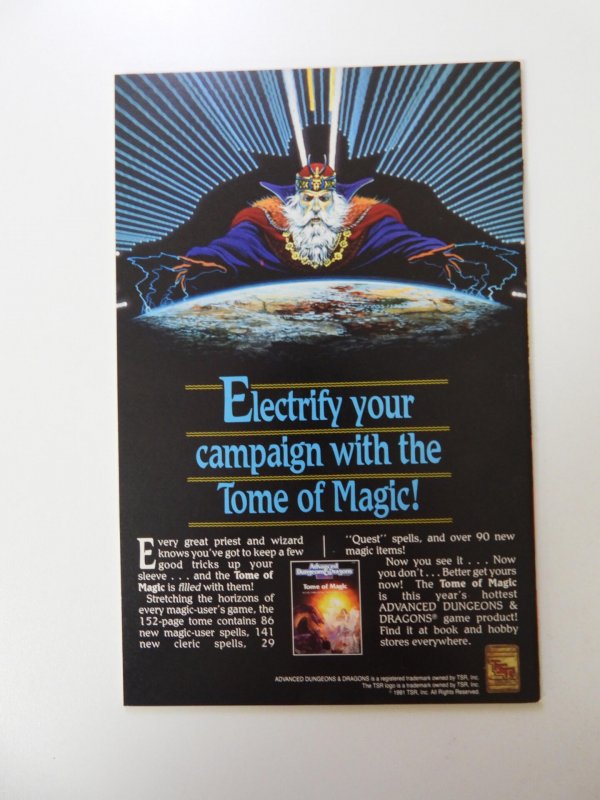 Electrify your
campaign with the
Tome of Magic!
Every great priest and wizard
knows you've got to keep a few
good tricks up your
sleeve . . . and the Tome of
Magic is filled with them!
Stretching the horizons of
every magic-user's game, the
152-page tome contains 86
new magic-user spells, 141
new cleric spells, 29
"Quest" spells, and over 90 new
magic items!
Now you see it . . . Now
you don't . . . Better get yours
now! The Tome of Magic
is this year's hottest
ADVANCED DUNGEONS &
DRAGONS® game product!
Find it at book and hobby
stores everywhere.
Advanced
Dungeons & Dragons
Tome of Magic
ADVANCED DUNGEONS & DRAGONS is a registered trademark owned by TSR, Inc.
The TSR logo is a trademark owned by TSR, Inc.
© 1991 TSR, Inc. All Rights Reserved.
TSR